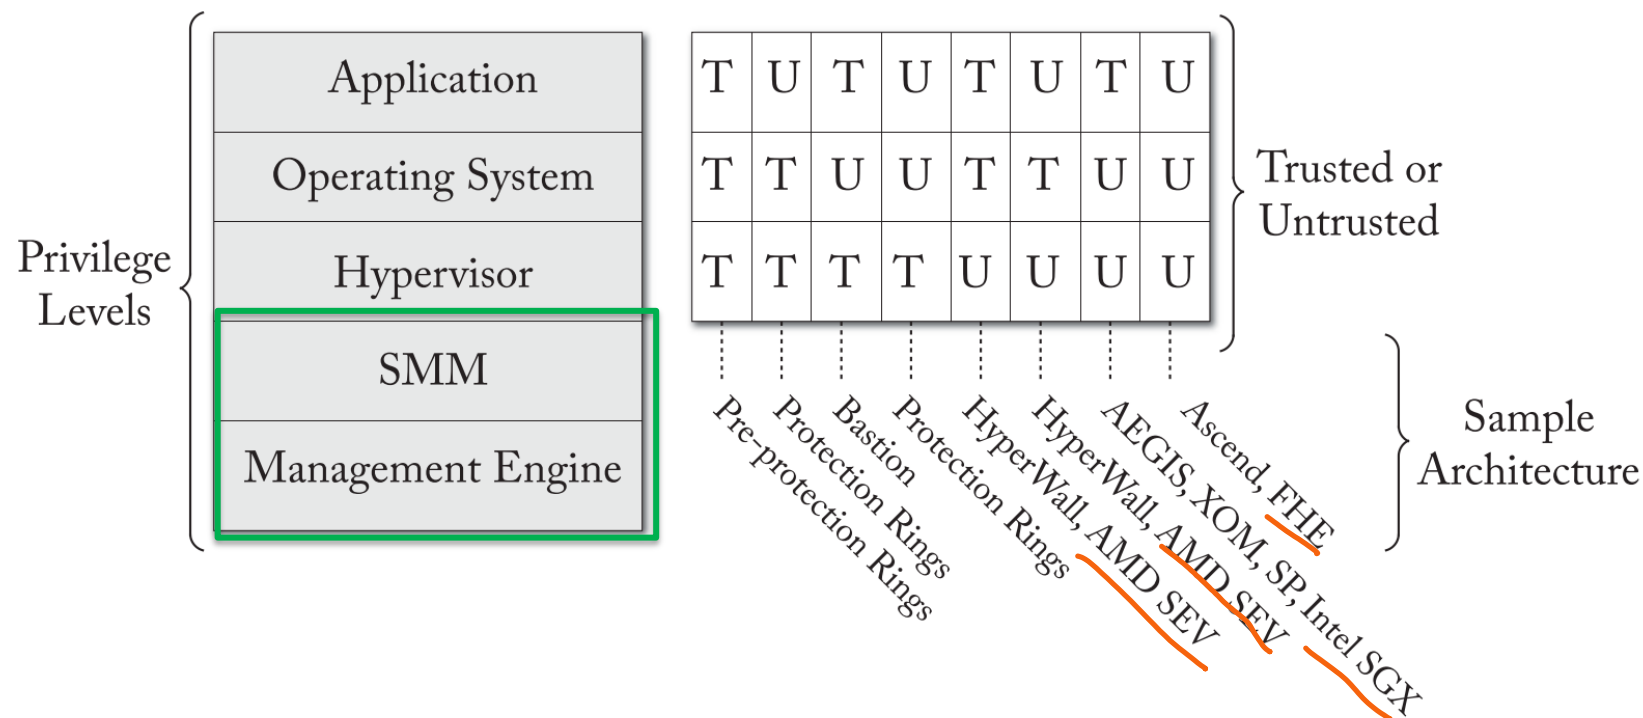 Privilege
Levels
Application
Operating System
Hypervisor
SMM
Management Engine
T U T U T U T U
T T U U T T U U
T T T T U U U U
Trusted or
Untrusted
Pre-protection Rings
Protection Rings
Bastion
Protection Rings
HyperWall, AMD SEV
HyperWall, AMD SEV
AEGIS, XOM, SP, Intel SGX
Ascend, FHE
Sample
Architecture